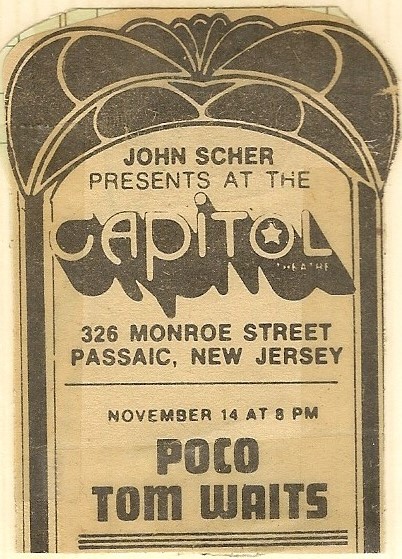 JOHN SCHER
PRESENTS AT THE
CAPITOL
THEATRE
326 MONROE STREET
PASSAIC, NEW JERSEY
NOVEMBER 14 AT 8 PM
POCO
TOM WAITS